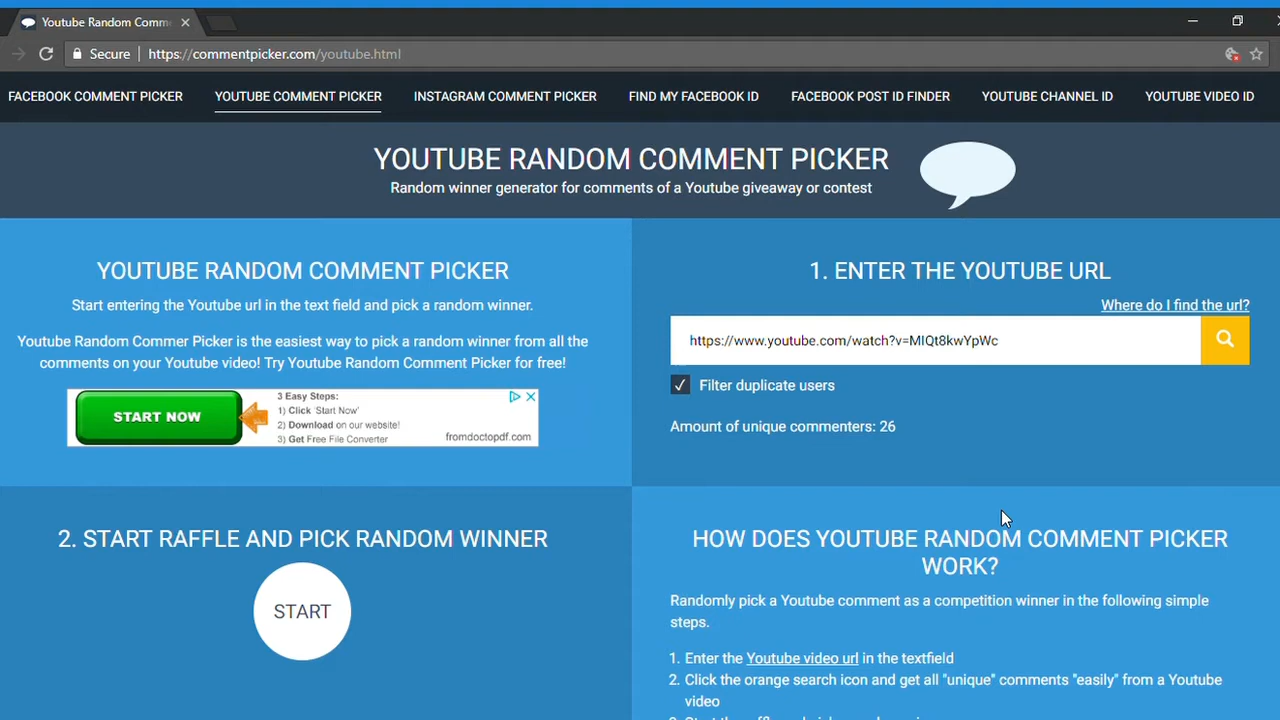 Youtube Random Comm
Secure
https://commentpicker.com/youtube.html
FACEBOOK COMMENT PICKER
YOUTUBE COMMENT PICKER
INSTAGRAM COMMENT PICKER
FIND MY FACEBOOK ID
FACEBOOK POST ID FINDER
YOUTUBE CHANNEL ID
YOUTUBE VIDEO ID
YOUTUBE RANDOM COMMENT PICKER
Random winner generator for comments of a Youtube giveaway or contest
YOUTUBE RANDOM COMMENT PICKER
Start entering the Youtube url in the text field and pick a random winner.
Youtube Random Commer Picker is the easiest way to pick a random winner from all the
comments on your Youtube video! Try Youtube Random Comment Picker for free!
START NOW
3 Easy Steps:
1) Click 'Start Now'
2) Download on our website!
3) Get Free File Converter
fromdoctopdf.com
1. ENTER THE YOUTUBE URL
Where do I find the url?
https://www.youtube.com/watch?v=MIQt8kwYpWc
Filter duplicate users
Amount of unique commenters: 26
2. START RAFFLE AND PICK RANDOM WINNER
START
HOW DOES YOUTUBE RANDOM COMMENT PICKER
WORK?
Randomly pick a Youtube comment as a competition winner in the following simple
steps.
1. Enter the Youtube video url in the textfield
2. Click the orange search icon and get all "unique" comments "easily" from a Youtube
video